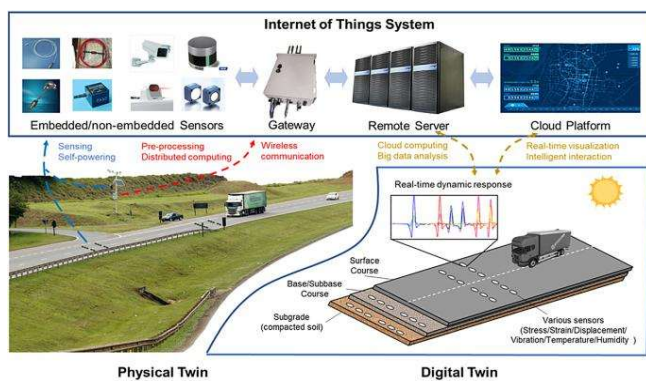 Internet of Things System
Embedded/non-embedded Sensors
Gateway
Remote Server
Cloud Platform
Sensing
Self-powering
Pre-processing
Distributed computing
Wireless
communication
Cloud computing
Big data analysis
Real-time visualization
Intelligent interaction
Real-time dynamic response
Surface
Course
Base/Subbase
Course
Subgrade
(compacted soil)
Various sensors
(Stress/Strain/Displacement/
Vibration/Temperature/Humidity )
Physical Twin
Digital Twin